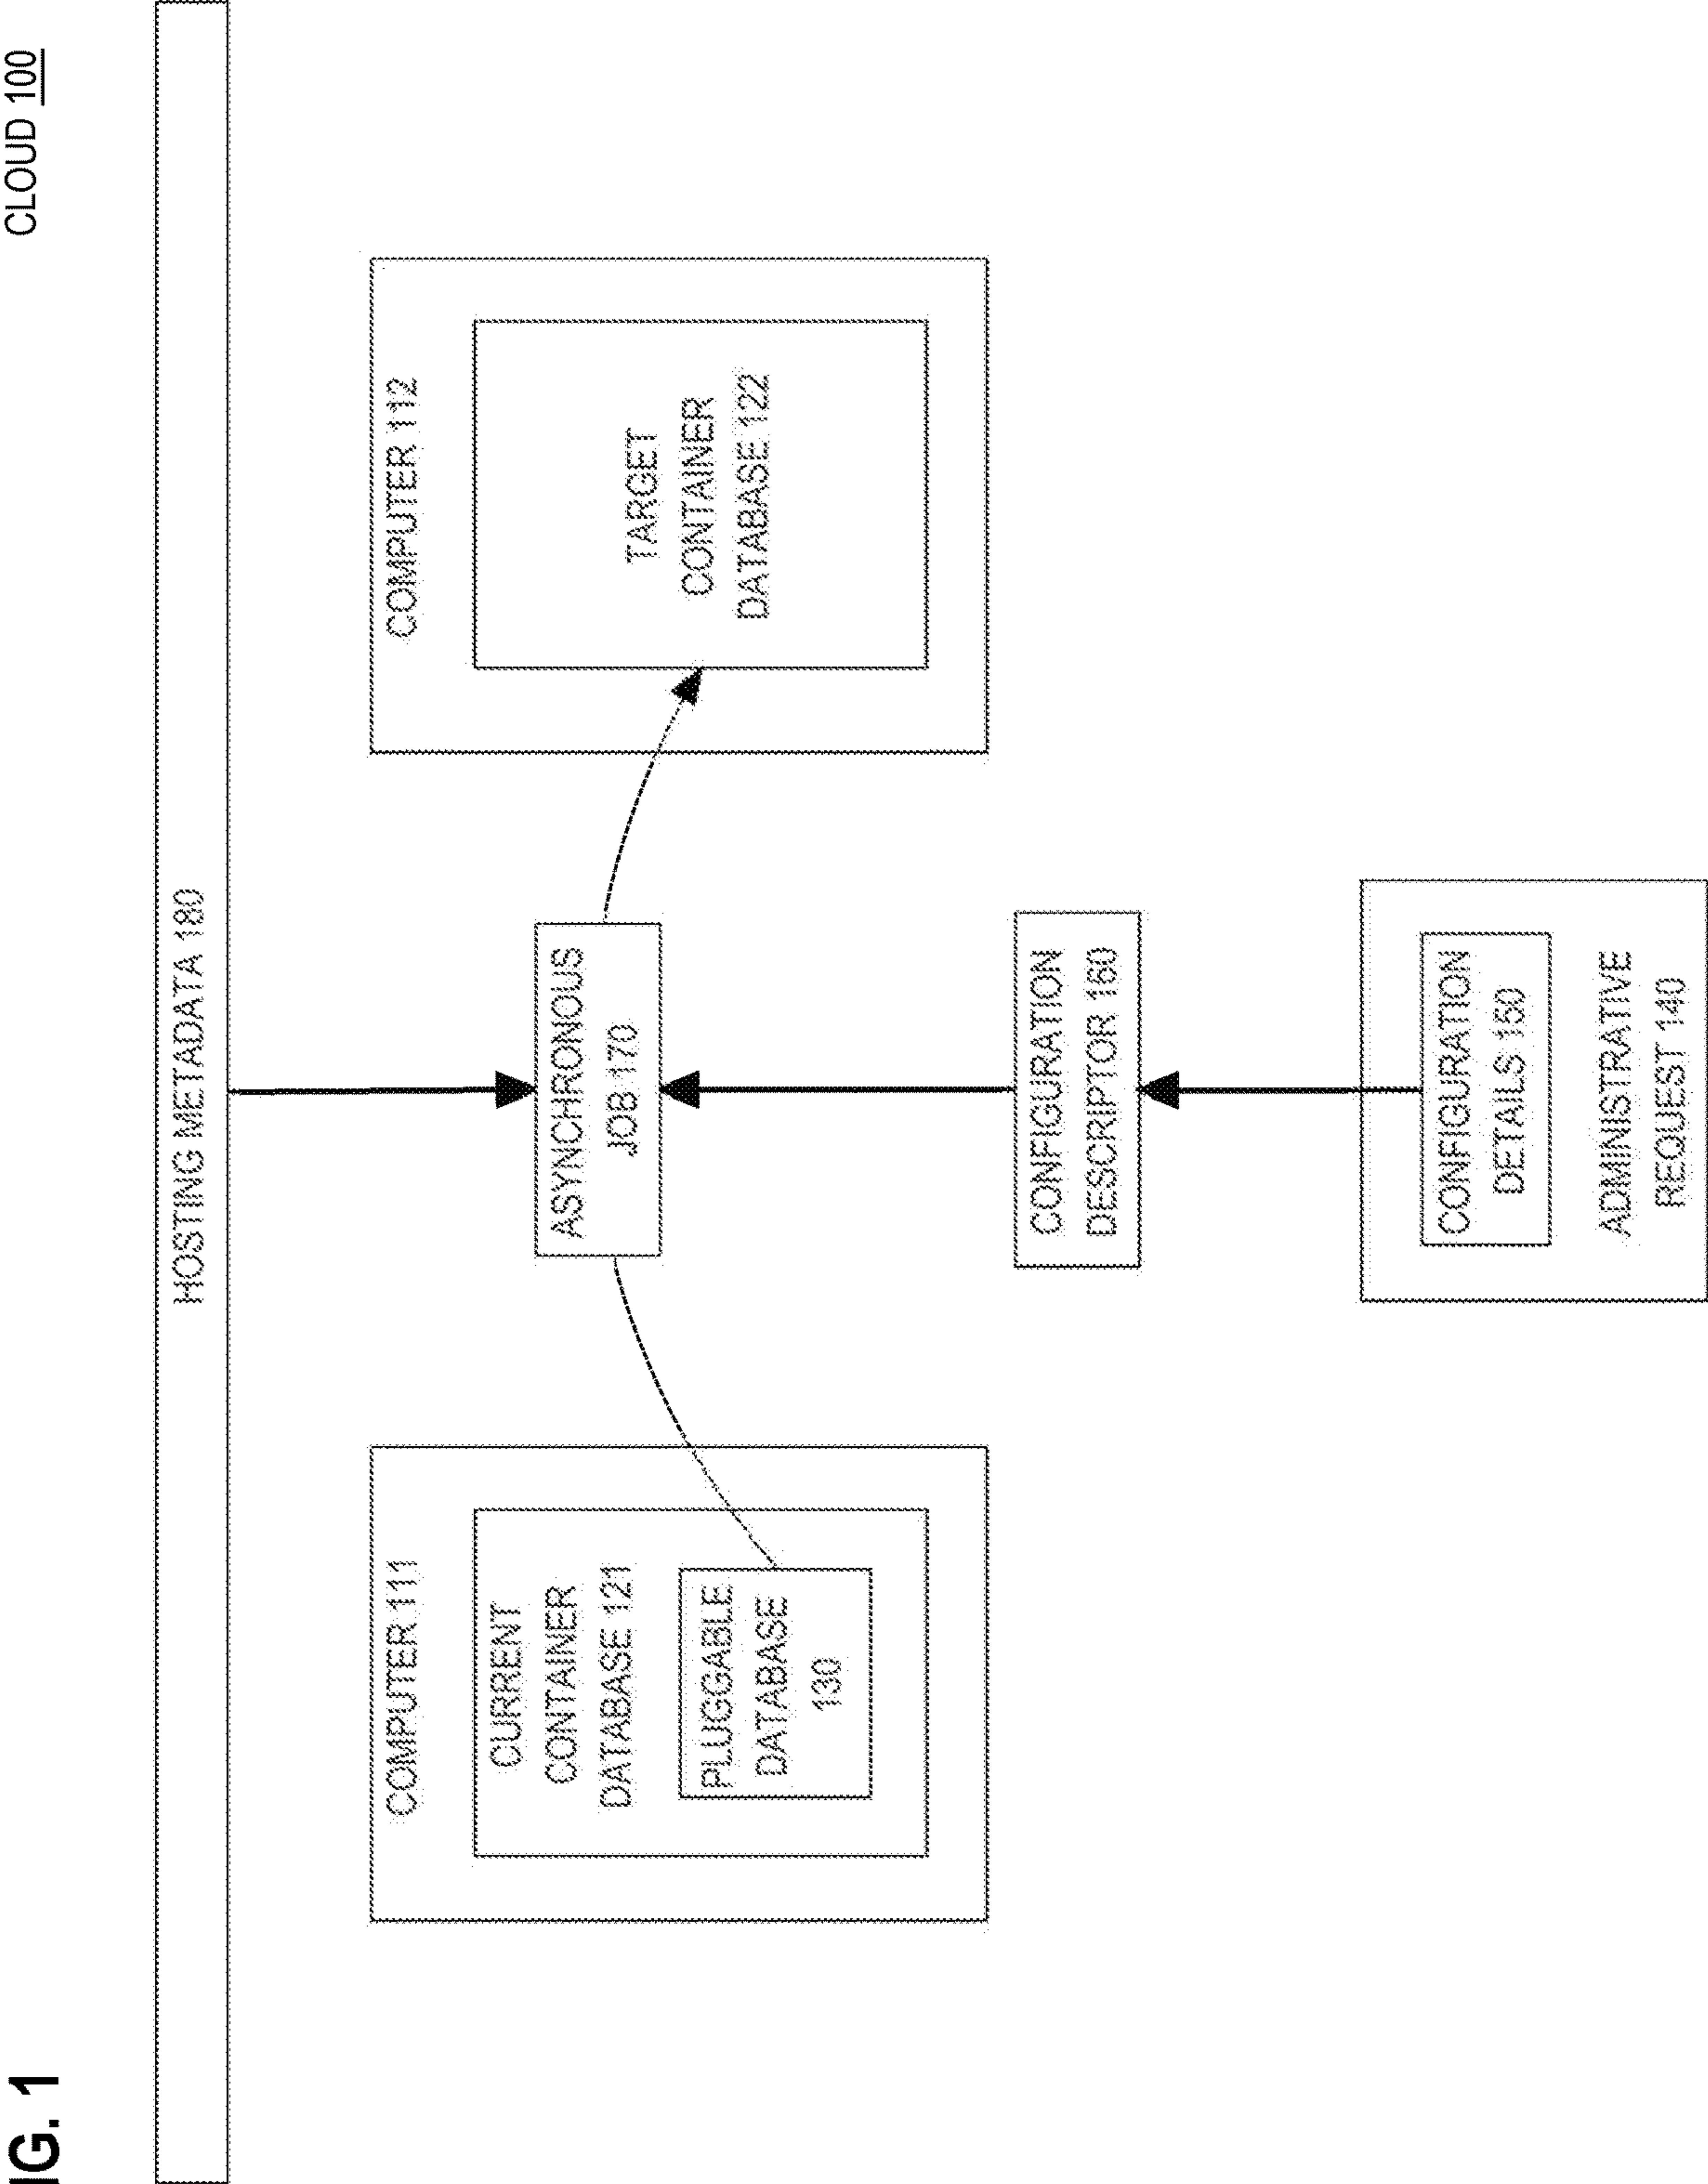 IG. 1
CLOUD 100
HOSTING METADATA 180
COMPUTER 111
CURRENT
CONTAINER
DATABASE 121
PLUGGABLE
DATABASE
130
ASYNCHRONOUS
JOB 170
COMPUTER 112
TARGET
CONTAINER
DATABASE 122
CONFIGURATION
DESCRIPTOR 160
CONFIGURATION
DETAILS 150
ADMINISTRATIVE
REQUEST 140